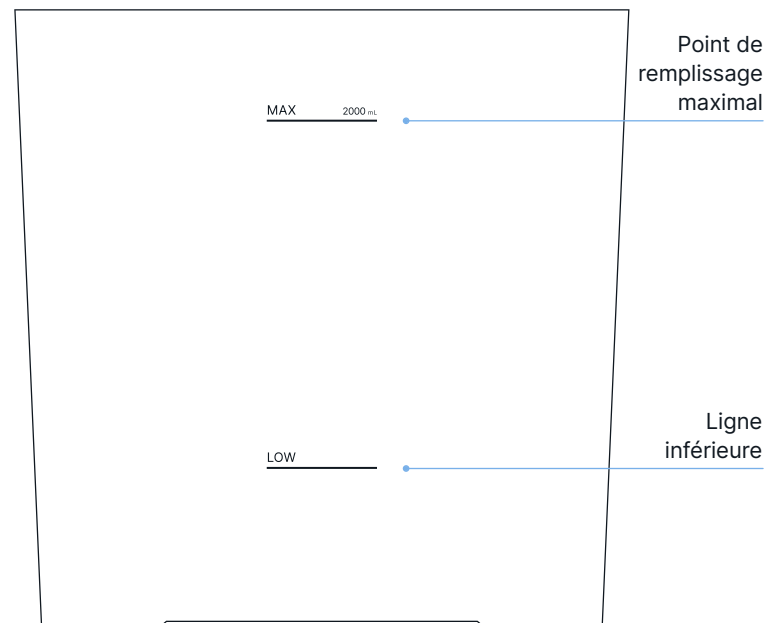 Point de
remplissage
maximal
MAX 2000 mL
Ligne
inférieure
LOW